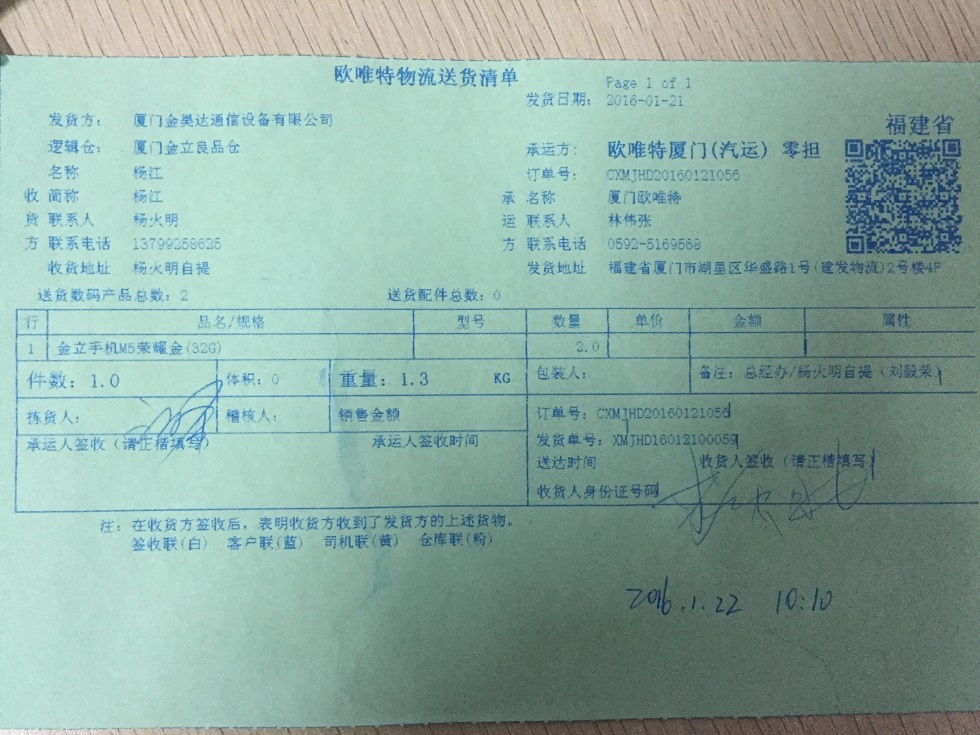 欧唯特物流送货清单
Page 1 of 1
发货日期： 2016-01-21
福建省
发货方： 厦门金昊达通信设备有限公司
逻辑仓： 厦门金立良品仓
承运方： 欧唯特厦门(汽运) 零担
名称 杨江
订单号： CXMJHD20160121056
收 简称 杨江
承 名称 厦门欧唯特
货 联系人 杨火明
运 联系人 林伟张
方 联系电话 13799258625
方 联系电话 0592-5169568
收货地址 杨火明自提
发货地址 福建省厦门市湖里区华盛路1号(建发物流)2号楼4F
送货数码产品总数：2 送货配件总数：0
行 品名/规格 型号 数量 单价 金额 属性
1 金立手机M5荣耀金(32G) 2.0
件数：1.0 体积：0 重量：1.3 KG 包装人： 备注：总经办/杨火明自提（刘毅荣）
拣货人： 稽核人： 销售金额 订单号：CXMJHD20160121056
承运人签收（请正楷填写） 承运人签收时间
发货单号：XMJHD16012100059
送达时间 收货人签收（请正楷填写）
收货人身份证号码
杨火明
注：在收货方签收后，表明收货方收到了发货方的上述货物。
签收联(白) 客户联(蓝) 司机联(黄) 仓库联(粉)
2016.1.22 10:10